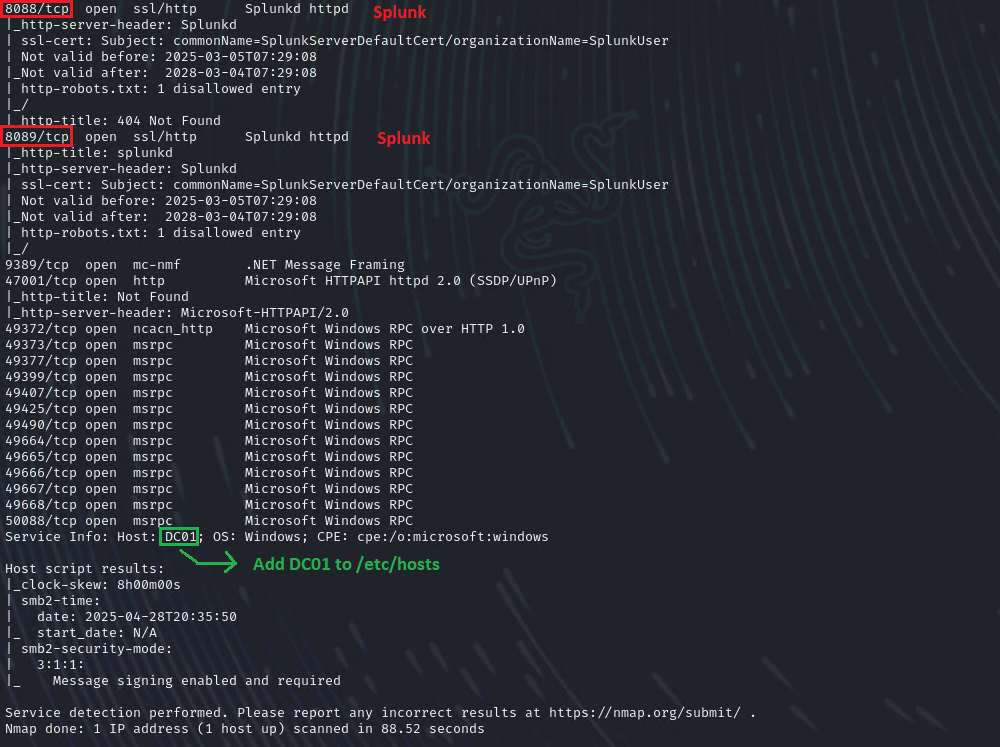 8088/tcp  open  ssl/http      Splunkd httpd   Splunk
|_http-server-header: Splunkd
| ssl-cert: Subject: commonName=SplunkServerDefaultCert/organizationName=SplunkUser
| Not valid before: 2025-03-05T07:29:08
|_Not valid after:  2028-03-04T07:29:08
| http-robots.txt: 1 disallowed entry
|_/
|_http-title: 404 Not Found
8089/tcp  open  ssl/http      Splunkd httpd   Splunk
|_http-title: splunkd
|_http-server-header: Splunkd
| ssl-cert: Subject: commonName=SplunkServerDefaultCert/organizationName=SplunkUser
| Not valid before: 2025-03-05T07:29:08
|_Not valid after:  2028-03-04T07:29:08
| http-robots.txt: 1 disallowed entry
|_/
9389/tcp  open  mc-nmf        .NET Message Framing
47001/tcp open  http          Microsoft HTTPAPI httpd 2.0 (SSDP/UPnP)
|_http-title: Not Found
|_http-server-header: Microsoft-HTTPAPI/2.0
49372/tcp open  ncacn_http    Microsoft Windows RPC over HTTP 1.0
49373/tcp open  msrpc         Microsoft Windows RPC
49377/tcp open  msrpc         Microsoft Windows RPC
49399/tcp open  msrpc         Microsoft Windows RPC
49407/tcp open  msrpc         Microsoft Windows RPC
49425/tcp open  msrpc         Microsoft Windows RPC
49490/tcp open  msrpc         Microsoft Windows RPC
49664/tcp open  msrpc         Microsoft Windows RPC
49665/tcp open  msrpc         Microsoft Windows RPC
49666/tcp open  msrpc         Microsoft Windows RPC
49667/tcp open  msrpc         Microsoft Windows RPC
49668/tcp open  msrpc         Microsoft Windows RPC
50088/tcp open  msrpc         Microsoft Windows RPC
Service Info: Host: DC01; OS: Windows; CPE: cpe:/o:microsoft:windows
Add DC01 to /etc/hosts
Host script results:
|_clock-skew: 8h00m00s
| smb2-time:
|   date: 2025-04-28T20:35:50
|_  start_date: N/A
| smb2-security-mode:
|   3:1:1:
|_    Message signing enabled and required
Service detection performed. Please report any incorrect results at https://nmap.org/submit/ .
Nmap done: 1 IP address (1 host up) scanned in 88.52 seconds